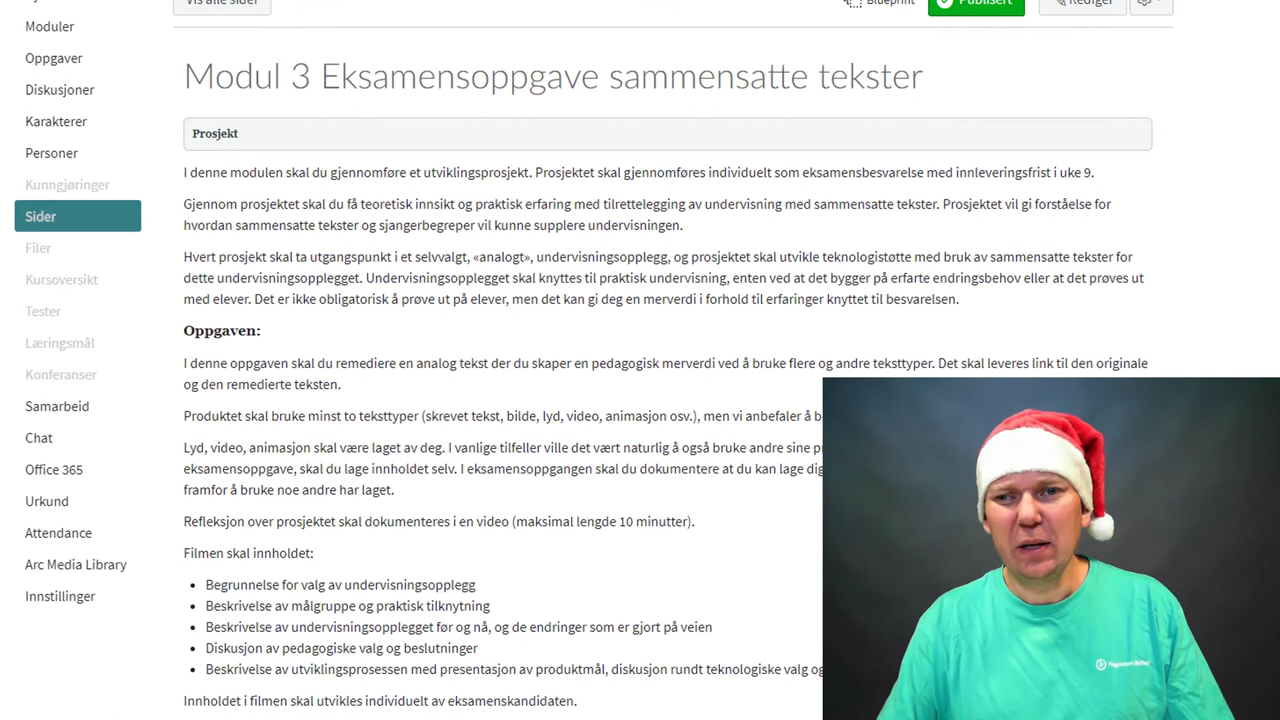 Vis alle sider
Blueprint
Publisert
Rediger
Moduler
Oppgaver
Diskusjoner
Karakterer
Personer
Kunngjøringer
Sider
Filer
Kursoversikt
Tester
Læringsmål
Konferanser
Samarbeid
Chat
Office 365
Urkund
Attendance
Arc Media Library
Innstillinger
Modul 3 Eksamensoppgave sammensatte tekster
Prosjekt
I denne modulen skal du gjennomføre et utviklingsprosjekt. Prosjektet skal gjennomføres individuelt som eksamensbesvarelse med innleveringsfrist i uke 9.
Gjennom prosjektet skal du få teoretisk innsikt og praktisk erfaring med tilrettelegging av undervisning med sammensatte tekster. Prosjektet vil gi forståelse for
hvordan sammensatte tekster og sjangerbegreper vil kunne supplere undervisningen.
Hvert prosjekt skal ta utgangspunkt i et selvvalgt, «analogt», undervisningsopplegg, og prosjektet skal utvikle teknologistøtte med bruk av sammensatte tekster for
dette undervisningsopplegget. Undervisningsopplegget skal knyttes til praktisk undervisning, enten ved at det bygger på erfarte endringsbehov eller at det prøves ut
med elever. Det er ikke obligatorisk å prøve ut på elever, men det kan gi deg en merverdi i forhold til erfaringer knyttet til besvarelsen.
Oppgaven:
I denne oppgaven skal du remediere en analog tekst der du skaper en pedagogisk merverdi ved å bruke flere og andre teksttyper. Det skal leveres link til den originale
og den remedierte teksten.
Produktet skal bruke minst to teksttyper (skrevet tekst, bilde, lyd, video, animasjon osv.), men vi anbefaler å
Lyd, video, animasjon skal være laget av deg. I vanlige tilfeller ville det vært naturlig å også bruke andre sine
eksamensoppgave, skal du lage innholdet selv. I eksamensoppgangen skal du dokumentere at du kan lage
framfor å bruke noe andre har laget.
Refleksjon over prosjektet skal dokumenteres i en video (maksimal lengde 10 minutter).
Filmen skal innholdet:
• Begrunnelse for valg av undervisningsopplegg
• Beskrivelse av målgruppe og praktisk tilknytning
• Beskrivelse av undervisningsopplegget før og nå, og de endringer som er gjort på veien
• Diskusjon av pedagogiske valg og beslutninger
• Beskrivelse av utviklingsprosessen med presentasjon av produktmål, diskusjon rundt teknologiske valg
Innholdet i filmen skal utvikles individuelt av eksamenskandidaten.